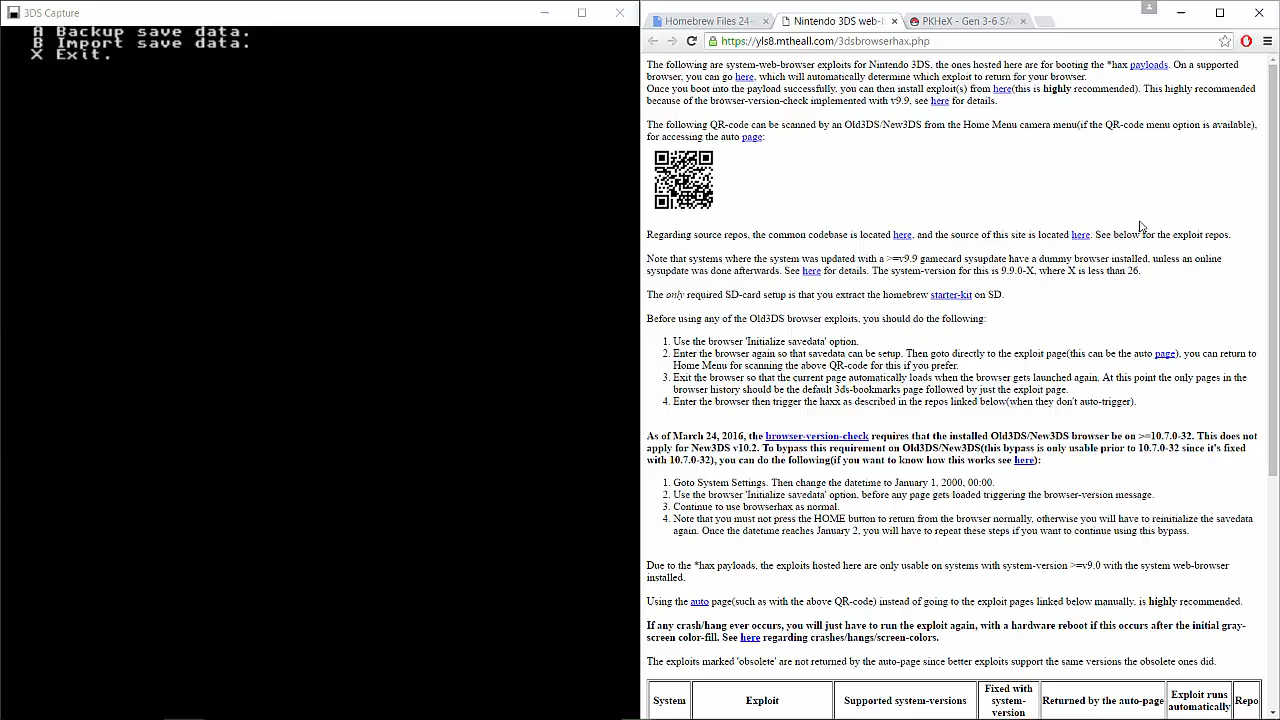 3DS Capture
A Backup save data.
B Import save data.
X Exit.
Homebrew Files 24-
Nintendo 3DS web-b
PKHeX - Gen 3-6 SAV
https://yls8.mtheall.com/3dsbrowserhax.php
The following are system-web-browser exploits for Nintendo 3DS, the ones hosted here are for booting the *hax payloads. On a supported
browser, you can go here, which will automatically determine which exploit to return for your browser.
Once you boot into the payload successfully, you can then install exploit(s) from here(this is highly recommended). This highly recommended
because of the browser-version-check implemented with v9.9, see here for details.
The following QR-code can be scanned by an Old3DS/New3DS from the Home Menu camera menu(if the QR-code menu option is available),
for accessing the auto page:
Regarding source repos, the common codebase is located here, and the source of this site is located here. See below for the exploit repos.
Note that systems where the system was updated with a >=v9.9 gamecard sysupdate have a dummy browser installed, unless an online
sysupdate was done afterwards. See here for details. The system-version for this is 9.9.0-X, where X is less than 26.
The only required SD-card setup is that you extract the homebrew starter-kit on SD.
Before using any of the Old3DS browser exploits, you should do the following:
1. Use the browser 'Initialize savedata' option.
2. Enter the browser again so that savedata can be setup. Then goto directly to the exploit page(this can be the auto page), you can return to
Home Menu for scanning the above QR-code for this if you prefer.
3. Exit the browser so that the current page automatically loads when the browser gets launched again. At this point the only pages in the
browser history should be the default 3ds-bookmarks page followed by just the exploit page.
4. Enter the browser then trigger the haxx as described in the repos linked below(when they don't auto-trigger).
As of March 24, 2016, the browser-version-check requires that the installed Old3DS/New3DS browser be on >=10.7.0-32. This does not
apply for New3DS v10.2. To bypass this requirement on Old3DS/New3DS(this bypass is only usable prior to 10.7.0-32 since it's fixed
with 10.7.0-32), you can do the following(if you want to know how this works see here):
1. Goto System Settings. Then change the datetime to January 1, 2000, 00:00.
2. Use the browser 'Initialize savedata' option, before any page gets loaded triggering the browser-version message.
3. Continue to use browserhax as normal.
4. Note that you must not press the HOME button to return from the browser normally, otherwise you will have to reinitialize the savedata
again. Once the datetime reaches January 2, you will have to repeat these steps if you want to continue using this bypass.
Due to the *hax payloads, the exploits hosted here are only usable on systems with system-version >=v9.0 with the system web-browser
installed.
Using the auto page(such as with the above QR-code) instead of going to the exploit pages linked below manually, is highly recommended.
If any crash/hang ever occurs, you will just have to run the exploit again, with a hardware reboot if this occurs after the initial gray-
screen color-fill. See here regarding crashes/hangs/screen-colors.
The exploits marked 'obsolete' are not returned by the auto-page since better exploits support the same versions the obsolete ones did.
System Exploit Supported system-versions Fixed with system-version Returned by the auto-page Exploit runs automatically Repo